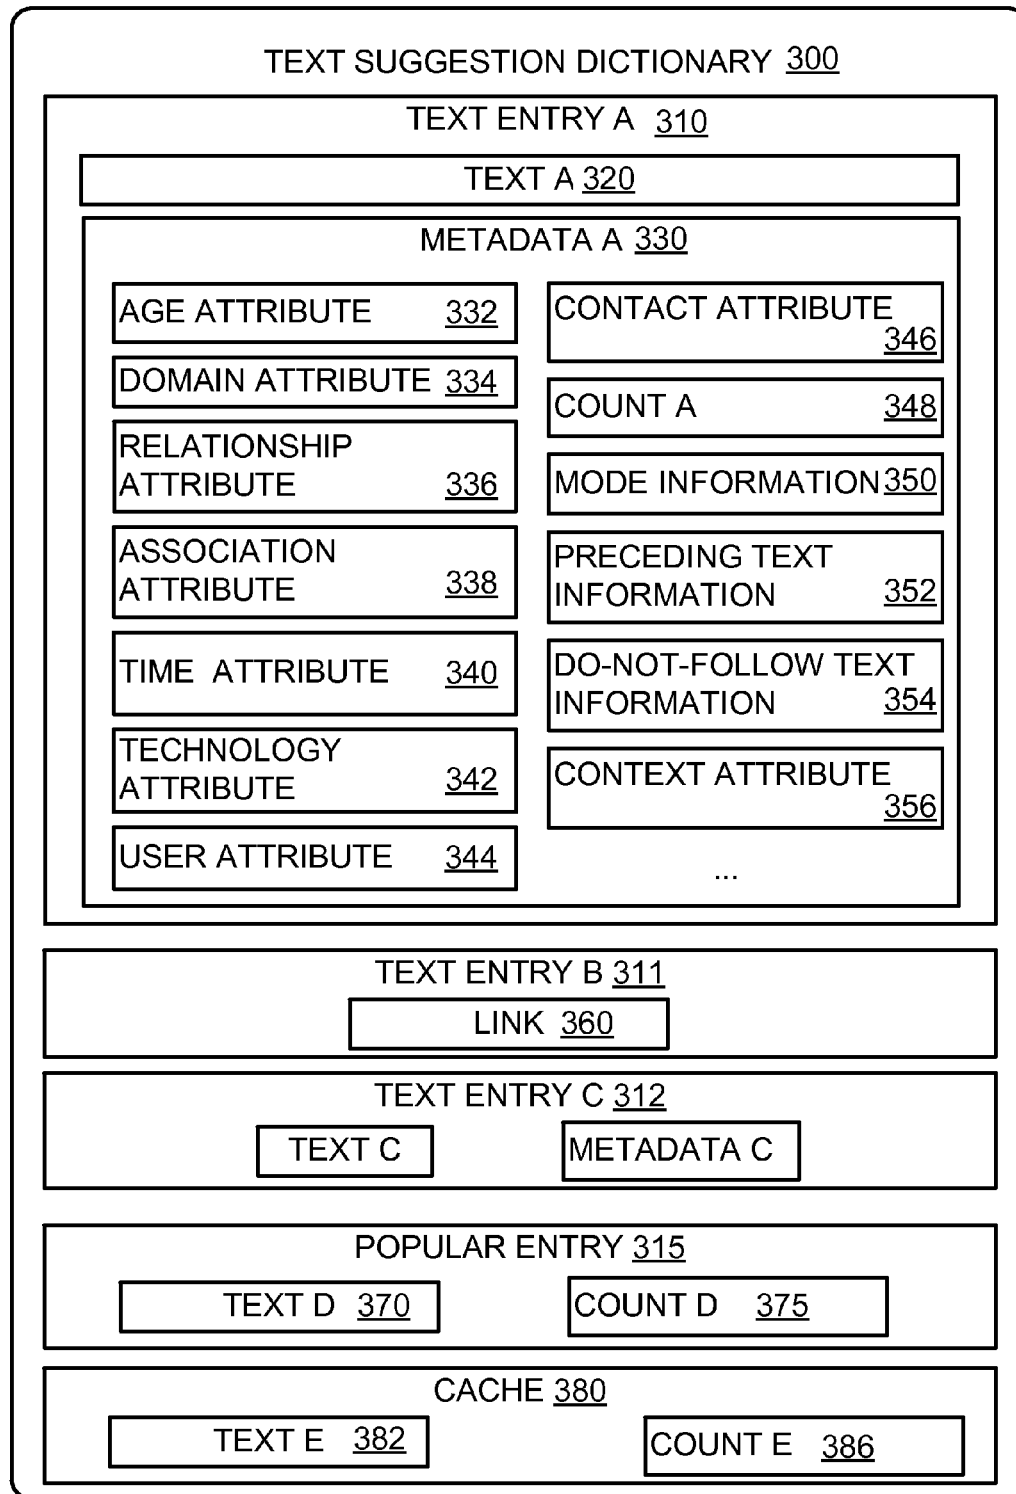 TEXT SUGGESTION DICTIONARY 300
TEXT ENTRY A 310
TEXT A 320
METADATA A 330
AGE ATTRIBUTE 332
DOMAIN ATTRIBUTE 334
RELATIONSHIP
ATTRIBUTE 336
ASSOCIATION
ATTRIBUTE 338
TIME ATTRIBUTE 340
TECHNOLOGY
ATTRIBUTE 342
USER ATTRIBUTE 344
CONTACT ATTRIBUTE
346
COUNT A 348
MODE INFORMATION 350
PRECEDING TEXT
INFORMATION 352
DO-NOT-FOLLOW TEXT
INFORMATION 354
CONTEXT ATTRIBUTE
356
...
TEXT ENTRY B 311
LINK 360
TEXT ENTRY C 312
TEXT C
METADATA C
POPULAR ENTRY 315
TEXT D 370
COUNT D 375
CACHE 380
TEXT E 382
COUNT E 386